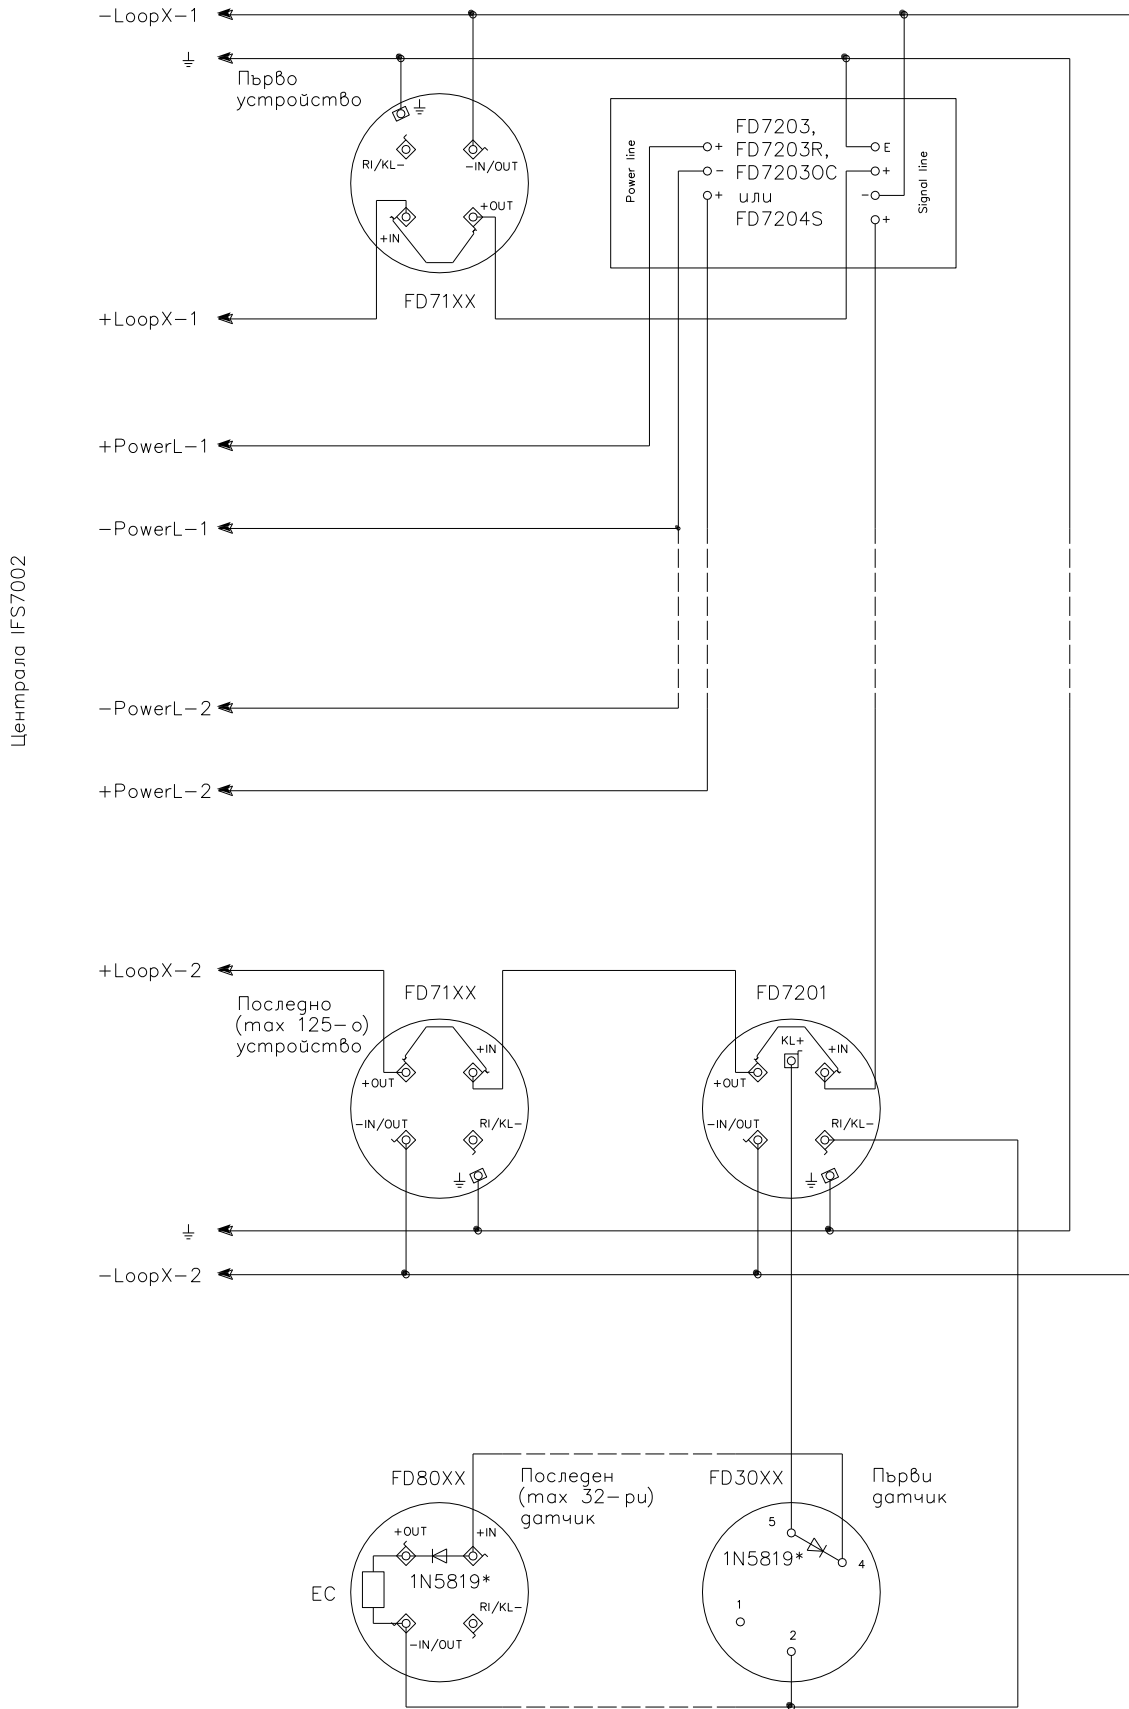 -LoopX-1
Първо
устройство
RI/KL-
-IN/OUT
+IN
+OUT
FD71XX
Power line
+
-
+
FD7203,
FD7203R,
FD7203OC
или
FD7204S
E
+
-
+
Signal line
+LoopX-1
+PowerL-1
-PowerL-1
Централа IFS7002
-PowerL-2
+PowerL-2
+LoopX-2
Последно
(max 125-о)
устройство
FD71XX
+OUT
+IN
-IN/OUT
RI/KL-
FD7201
KL+
+OUT
+IN
-IN/OUT
RI/KL-
-LoopX-2
FD80XX
Последен
(max 32-ри)
датчик
FD30XX
Първи
датчик
+OUT
+IN
1N5819*
EC
RI/KL-
-IN/OUT
5
1N5819*
4
1
2